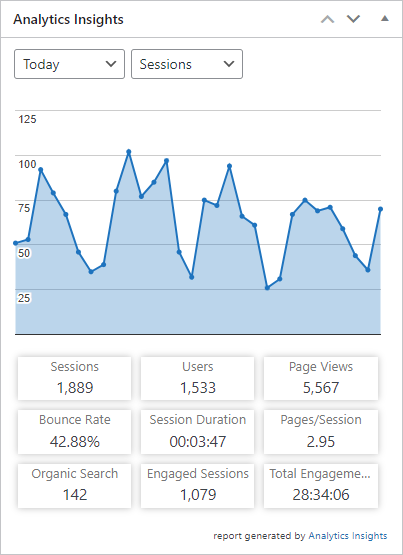 Analytics Insights
Today Sessions
125
100
75
50
25
Sessions Users Page Views
1,889 1,533 5,567
Bounce Rate Session Duration Pages/Session
42.88% 00:03:47 2.95
Organic Search Engaged Sessions Total Engageme...
142 1,079 28:34:06
report generated by Analytics Insights